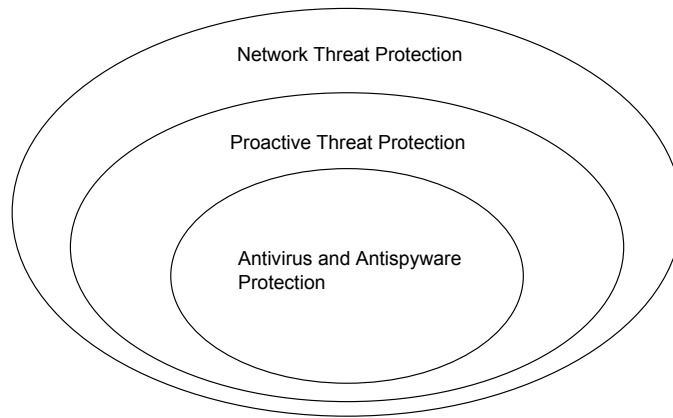 Network Threat Protection
Proactive Threat Protection
Antivirus and Antispyware
Protection